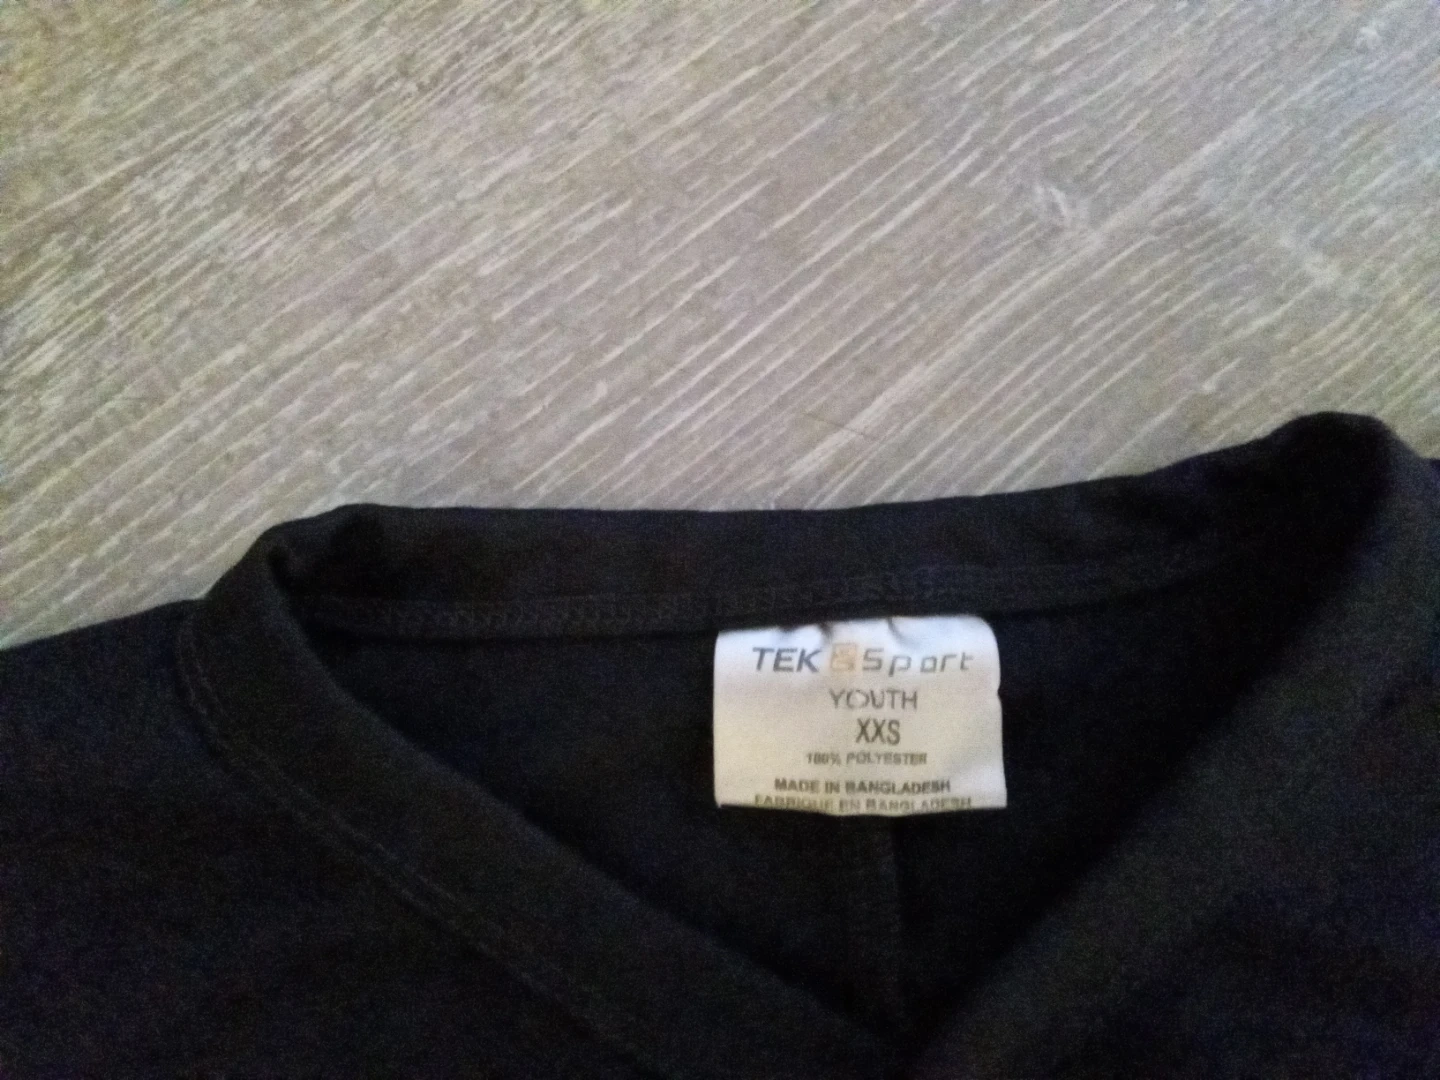 TEK Sport
YOUTH
XXS
100% POLYESTER
MADE IN BANGLADESH
FABRIQUE EN BANGLADESH